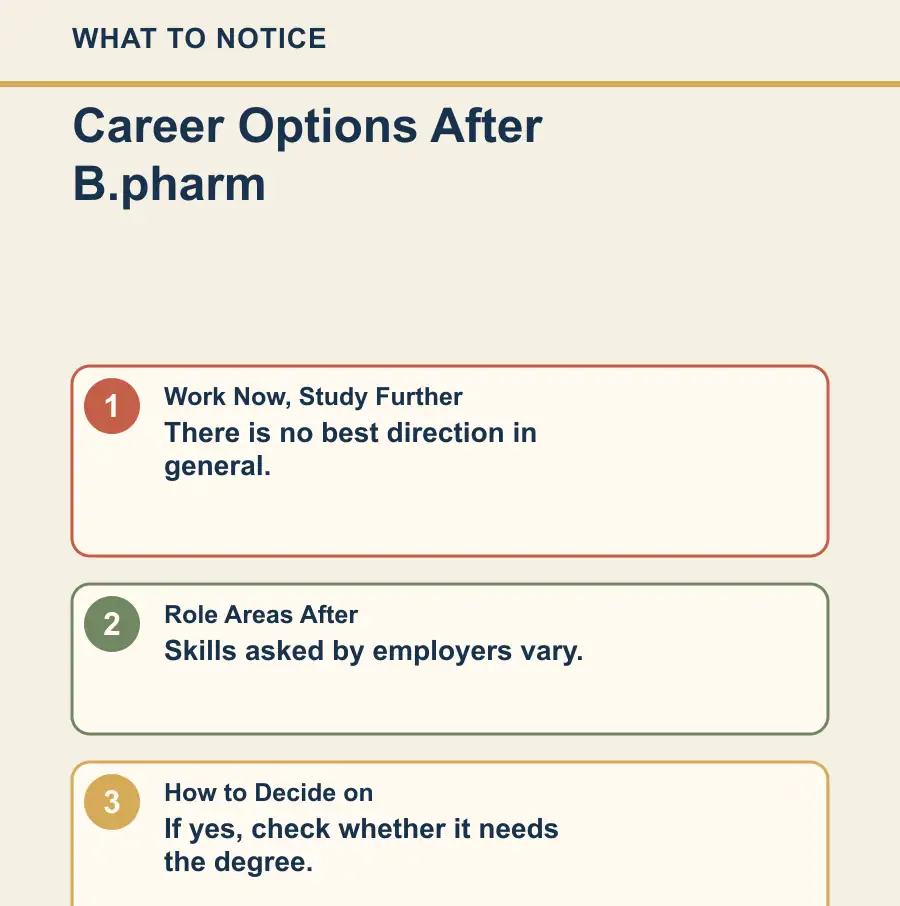 WHAT TO NOTICE
Career Options After
B.pharm
1
Work Now, Study Further
There is no best direction in
general.
2
Role Areas After
Skills asked by employers vary.
3
How to Decide on
If yes, check whether it needs
the degree.